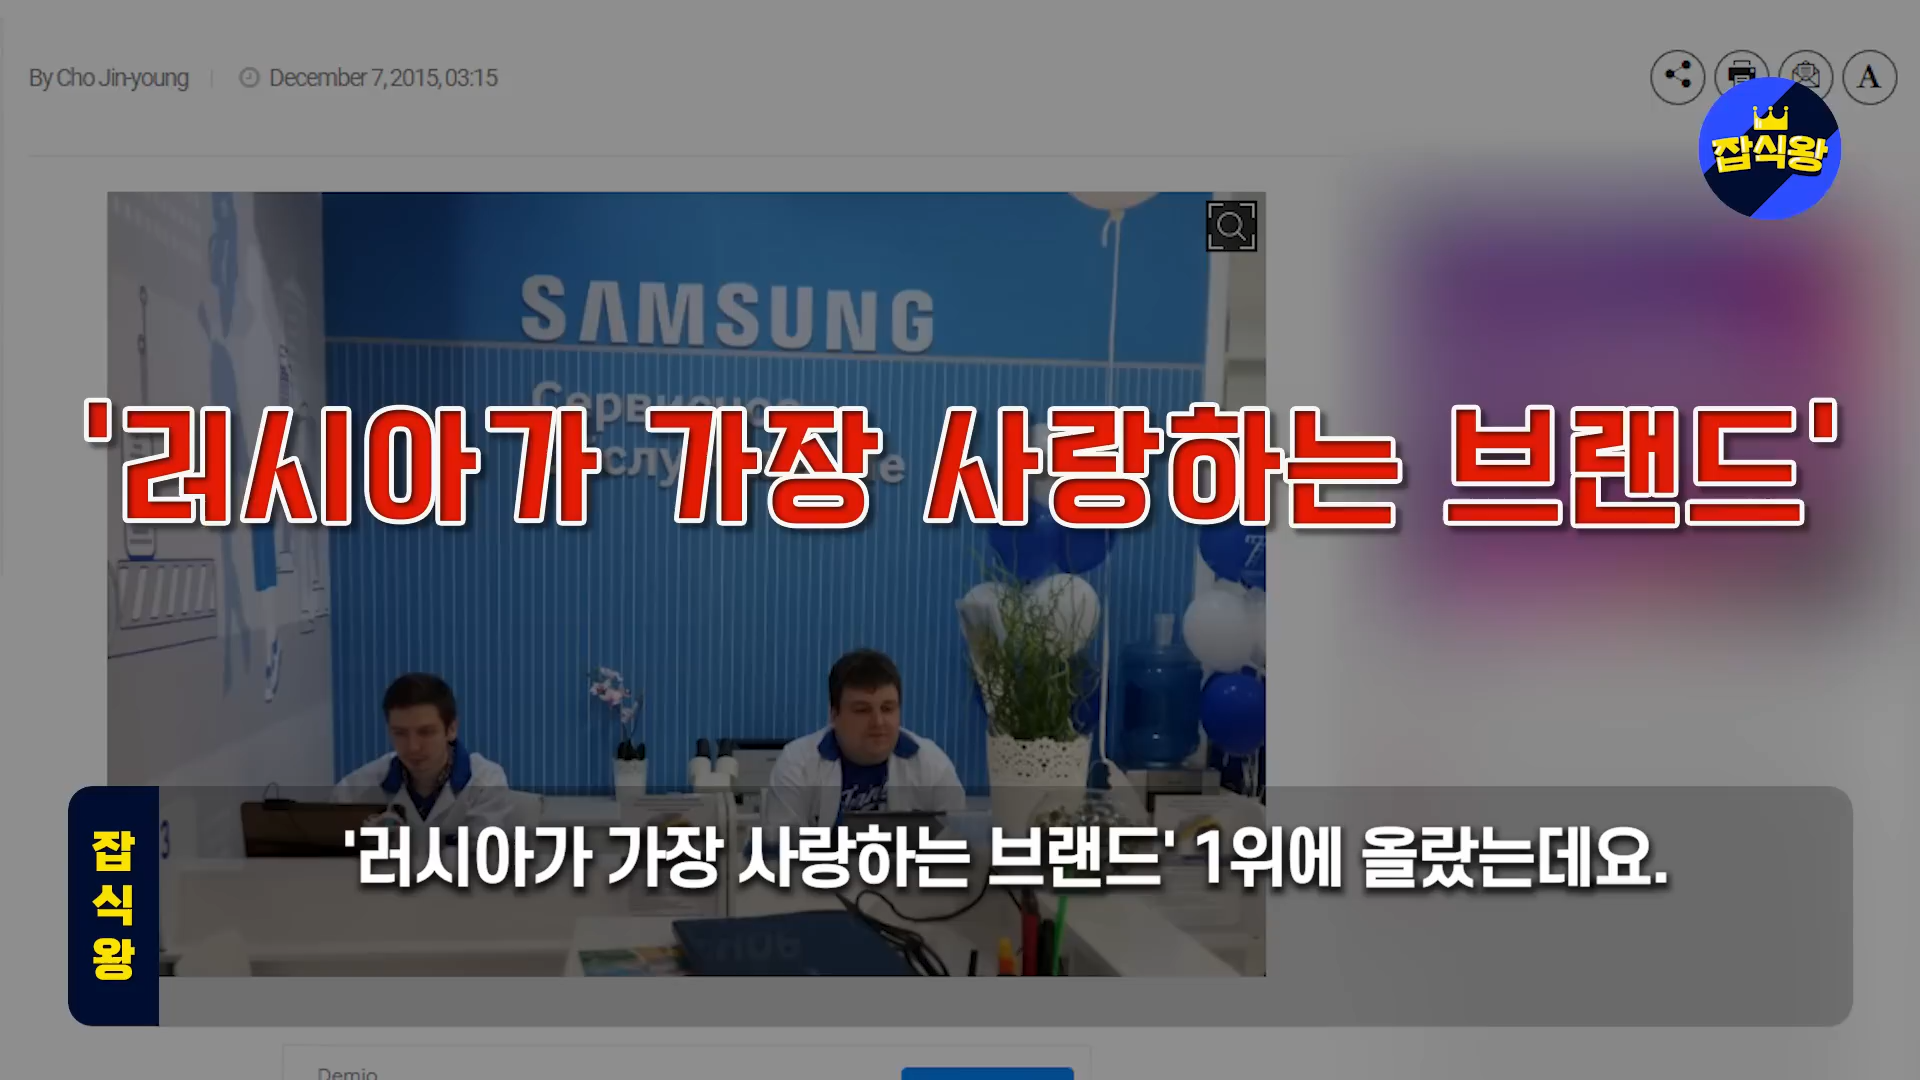 By Cho Jin-young
December 7, 2015, 03:15
A
잡식왕
SAMSUNG
'러시아가 가장 사랑하는 브랜드'
잡식왕
'러시아가 가장 사랑하는 브랜드' 1위에 올랐는데요.
Demio